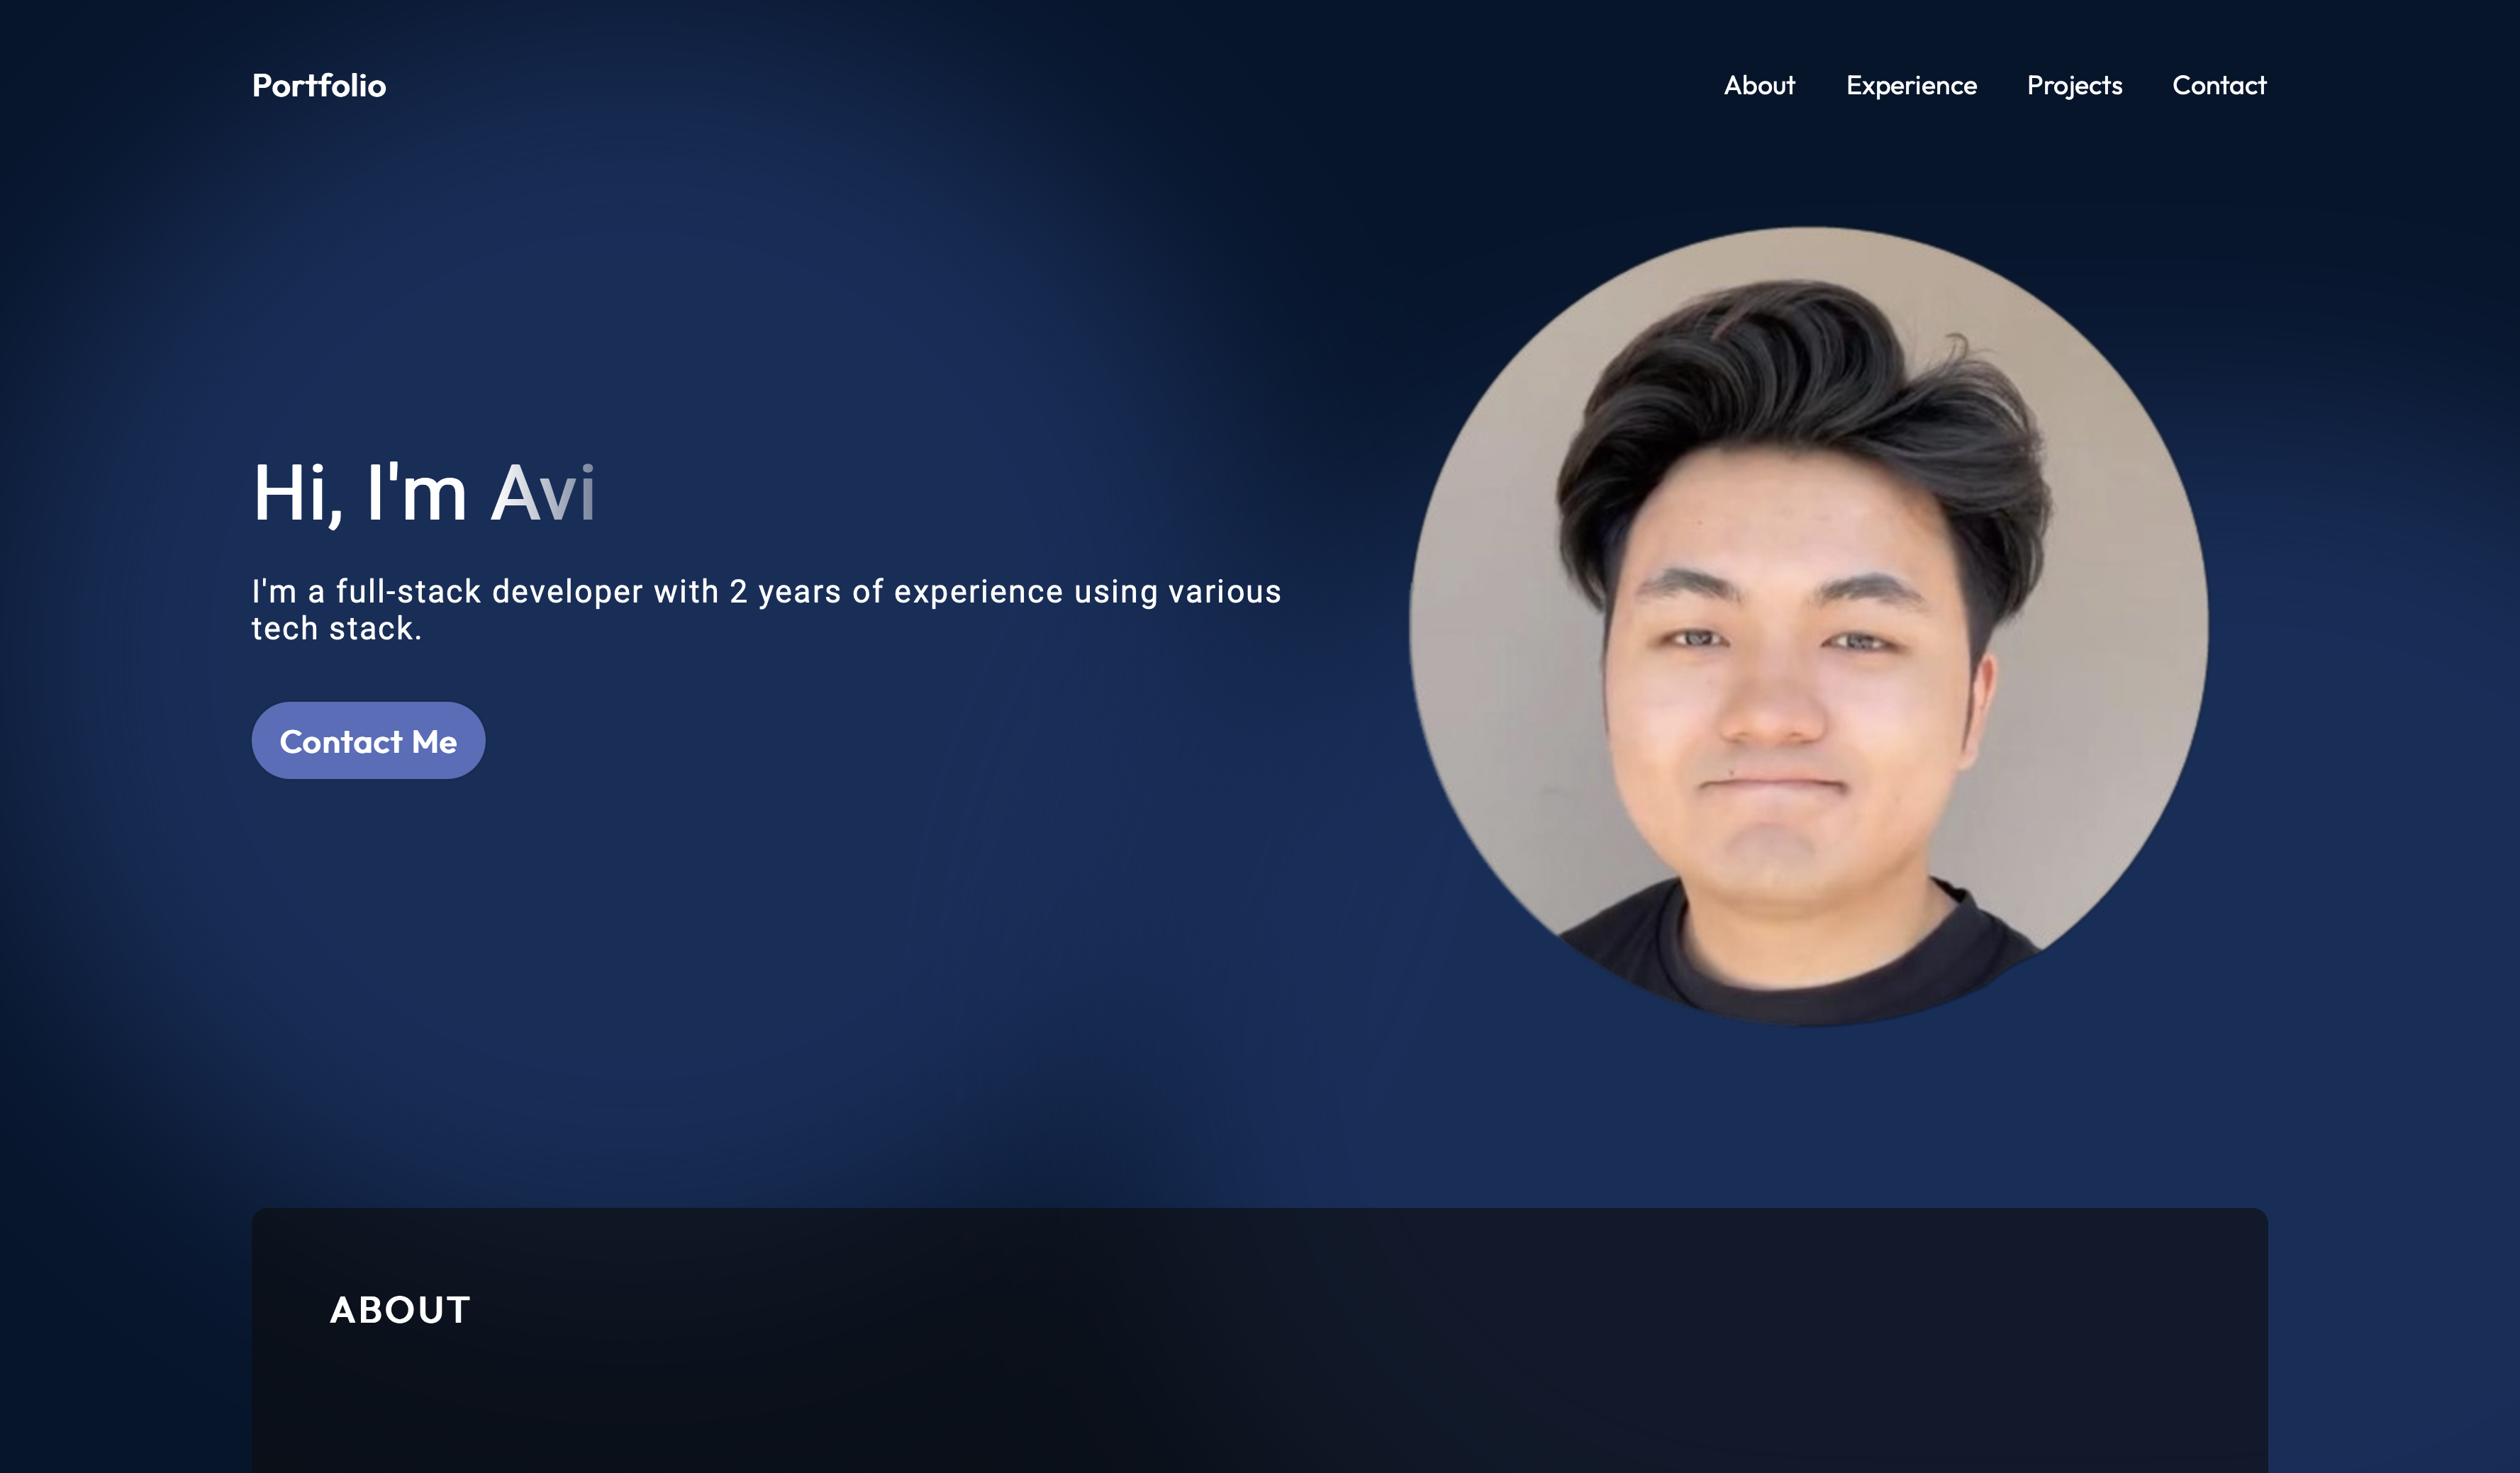 Portfolio
About Experience Projects Contact
Hi, I'm Avi
I'm a full-stack developer with 2 years of experience using various
tech stack.
Contact Me
ABOUT